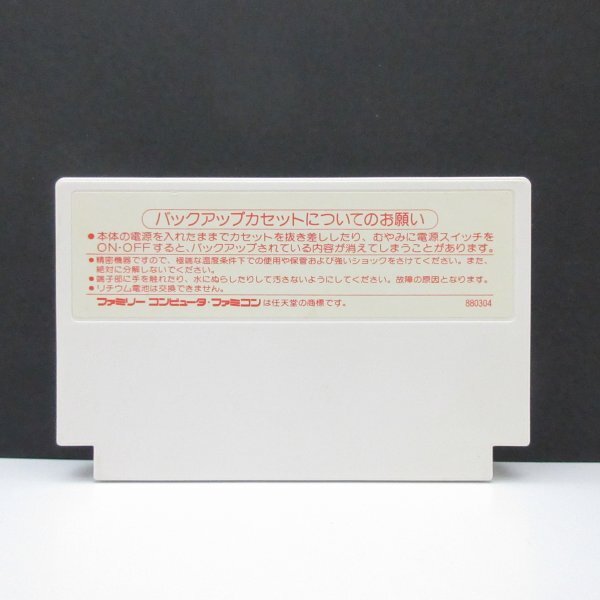 バックアップカセットについてのお願い
●本体の電源を入れたままでカセットを抜き差ししたり、むやみに電源スイッチを
ON・OFFすると、バックアップされている内容が消えてしまうことがあります。
●精密機器ですので、極端な温度条件下での使用や保管および強いショックをさけてください。また、
絶対に分解しないでください。
●端子部に手を触れたり、水にぬらしたりして汚さないようにしてください。故障の原因となります。
●リチウム電池は交換できません。
ファミリー コンピュータ・ファミコンは任天堂の商標です。 880304